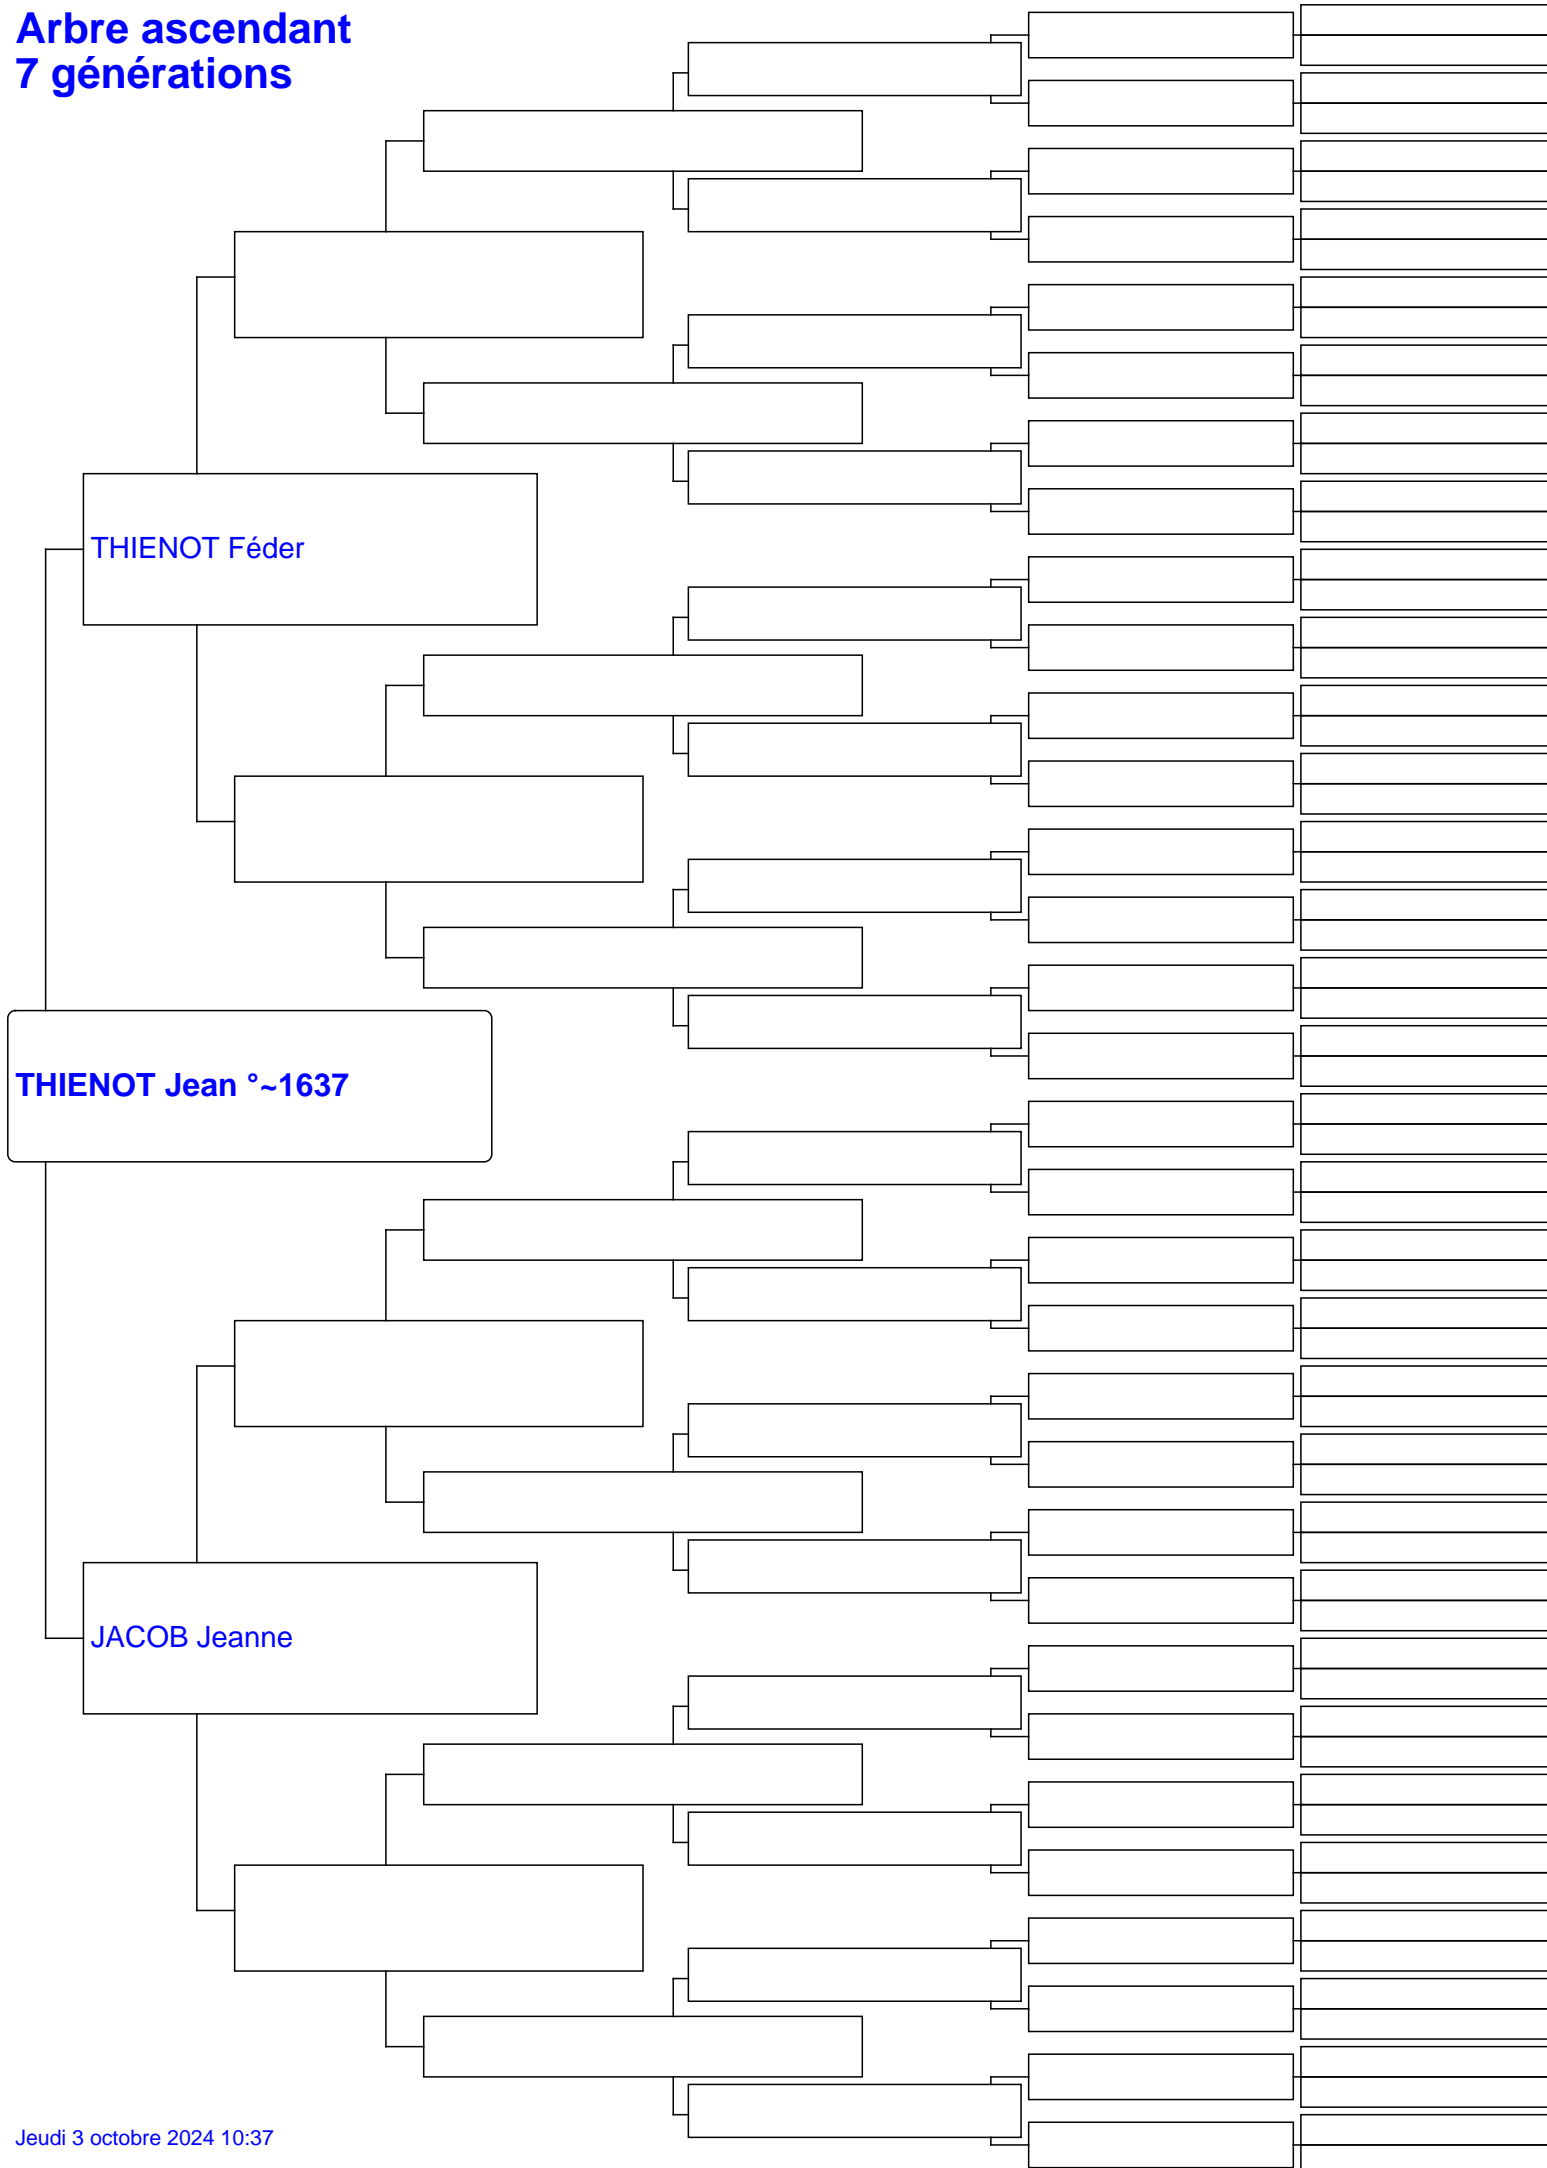 Arbre ascendant
7 générations
THIENOT Féder
THIENOT Jean °~1637
JACOB Jeanne
Jeudi 3 octobre 2024 10:37